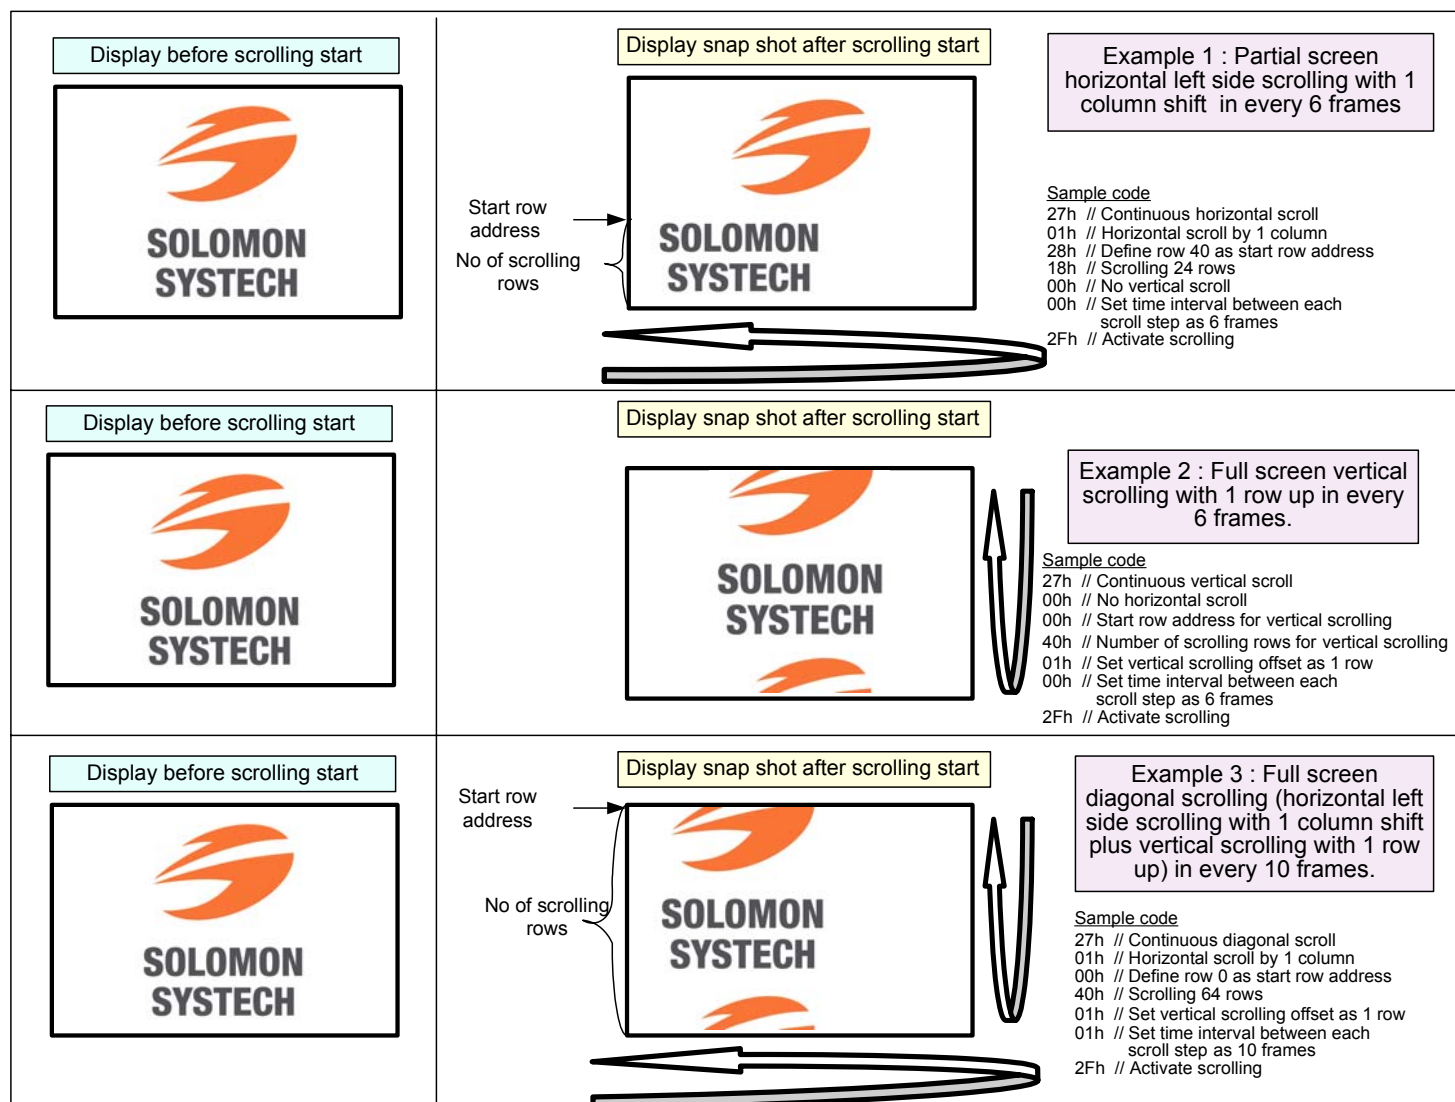 Display before scrolling start
SOLOMON
SYSTECH
Display snap shot after scrolling start
Start row
address
No of scrolling
rows
SOLOMON
SYSTECH
Example 1 : Partial screen
horizontal left side scrolling with 1
column shift  in every 6 frames
Sample code
27h  // Continuous horizontal scroll
01h  // Horizontal scroll by 1 column
28h  // Define row 40 as start row address
18h  // Scrolling 24 rows
00h  // No vertical scroll
00h  // Set time interval between each
scroll step as 6 frames
2Fh  // Activate scrolling
Display before scrolling start
SOLOMON
SYSTECH
Display snap shot after scrolling start
SOLOMON
SYSTECH
Example 2 : Full screen vertical
scrolling with 1 row up in every
6 frames.
Sample code
27h  // Continuous vertical scroll
00h  // No horizontal scroll
00h  // Start row address for vertical scrolling
40h  // Number of scrolling rows for vertical scrolling
01h  // Set vertical scrolling offset as 1 row
00h  // Set time interval between each
scroll step as 6 frames
2Fh  // Activate scrolling
Display before scrolling start
SOLOMON
SYSTECH
Display snap shot after scrolling start
Start row
address
No of scrolling
rows
SOLOMON
SYSTECH
Example 3 : Full screen
diagonal scrolling (horizontal left
side scrolling with 1 column shift
plus vertical scrolling with 1 row
up) in every 10 frames.
Sample code
27h  // Continuous diagonal scroll
01h  // Horizontal scroll by 1 column
00h  // Define row 0 as start row address
40h  // Scrolling 64 rows
01h  // Set vertical scrolling offset as 1 row
01h  // Set time interval between each
scroll step as 10 frames
2Fh  // Activate scrolling